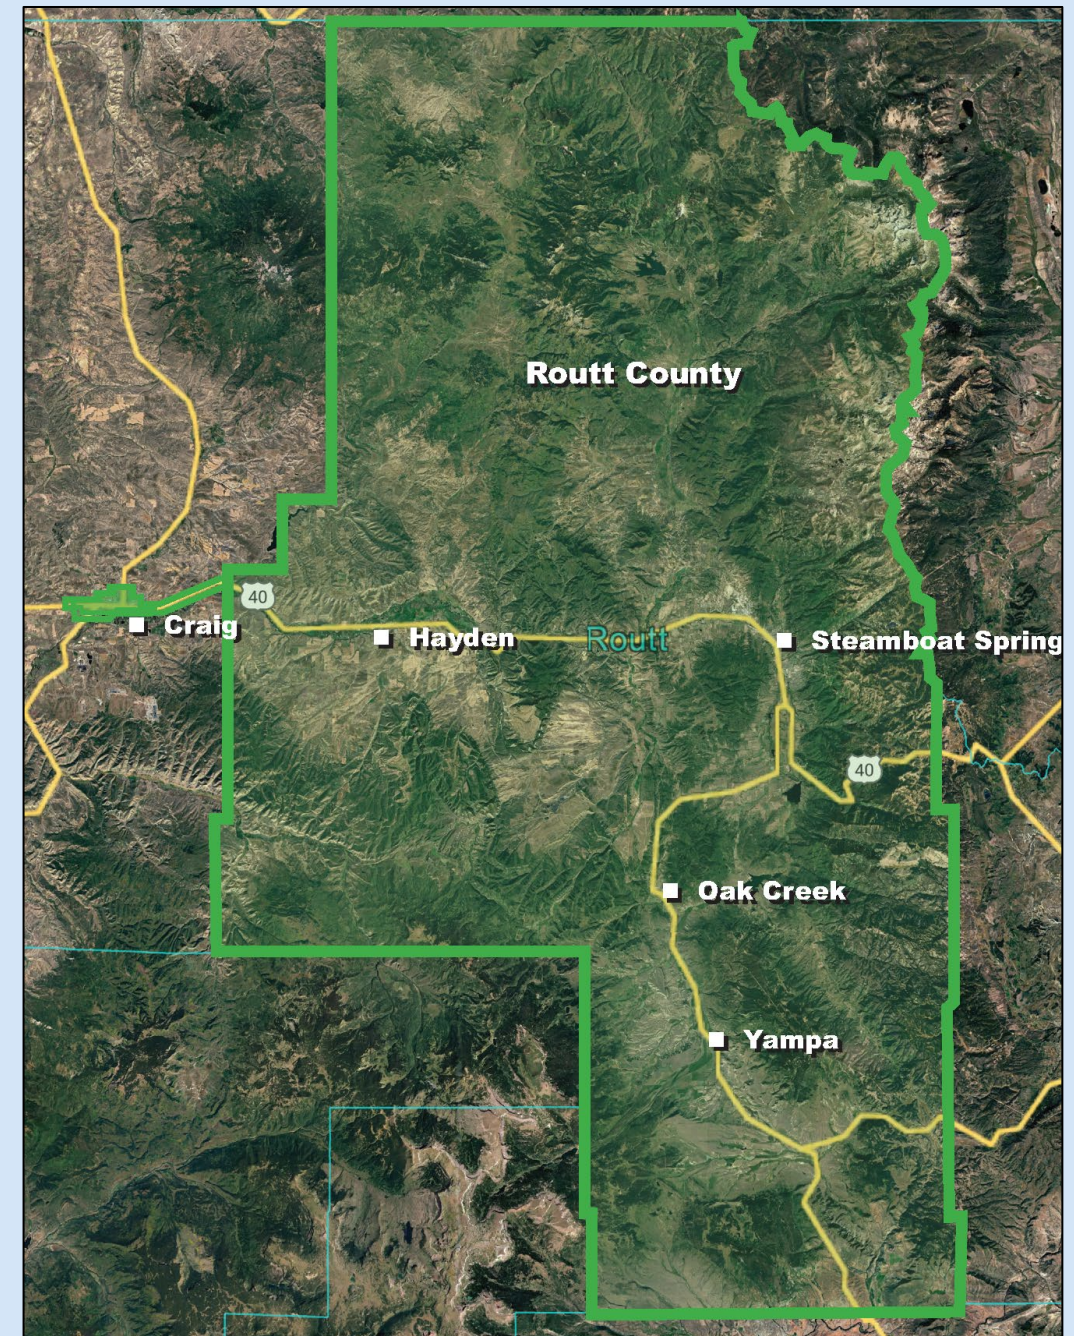 Routt County
40
Craig
Hayden
Routt
Steamboat Spring
40
Oak Creek
Yampa